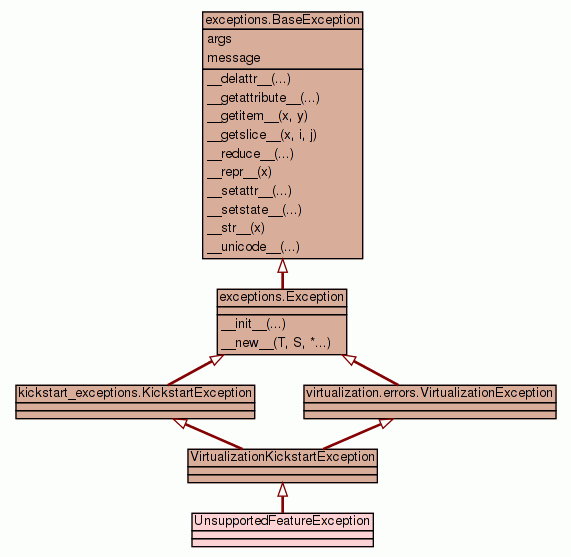 exceptions.BaseException
args
message
__delattr__(...)
__getattribute__(...)
__getitem__(x, y)
__getslice__(x, i, j)
__reduce__(...)
__repr__(x)
__setattr__(...)
__setstate__(...)
__str__(x)
__unicode__(...)
exceptions.Exception
__init__(...)
__new__(T, S, *...)
kickstart_exceptions.KickstartException
virtualization.errors.VirtualizationException
VirtualizationKickstartException
UnsupportedFeatureException